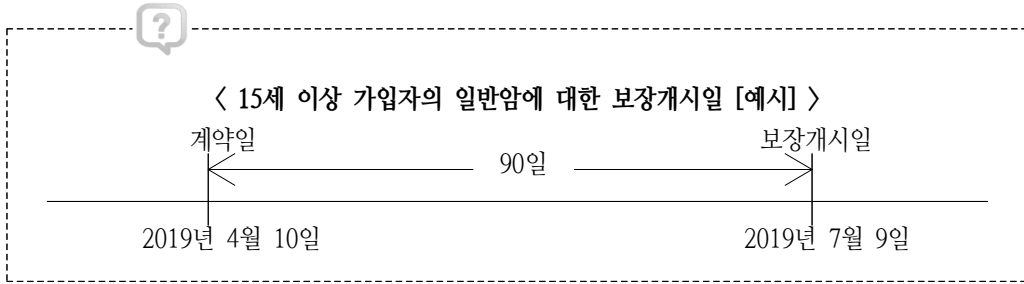 ?
〈 15세 이상 가입자의 일반암에 대한 보장개시일 [예시] 〉
계약일 보장개시일
90일
2019년 4월 10일 2019년 7월 9일